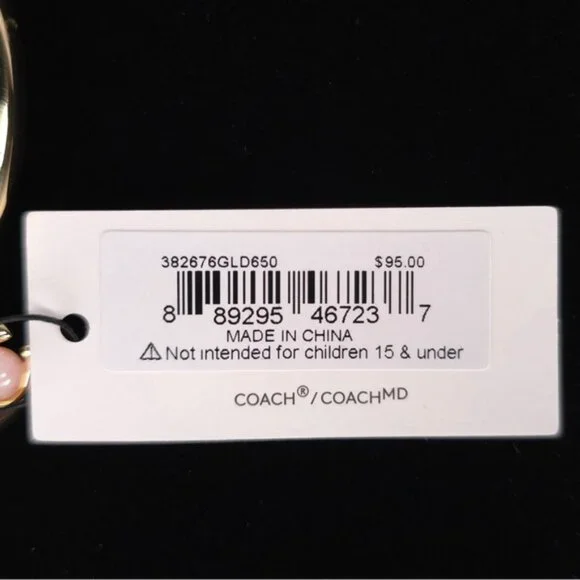 382676GLD650 $95.00
8 89295 46723 7
MADE IN CHINA
⚠ Not intended for children 15 & under
COACH® / COACHMD